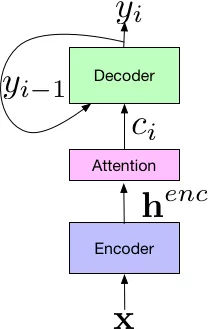 y_i
Decoder
y_{i-1}
c_i
Attention
h^{enc}
Encoder
x